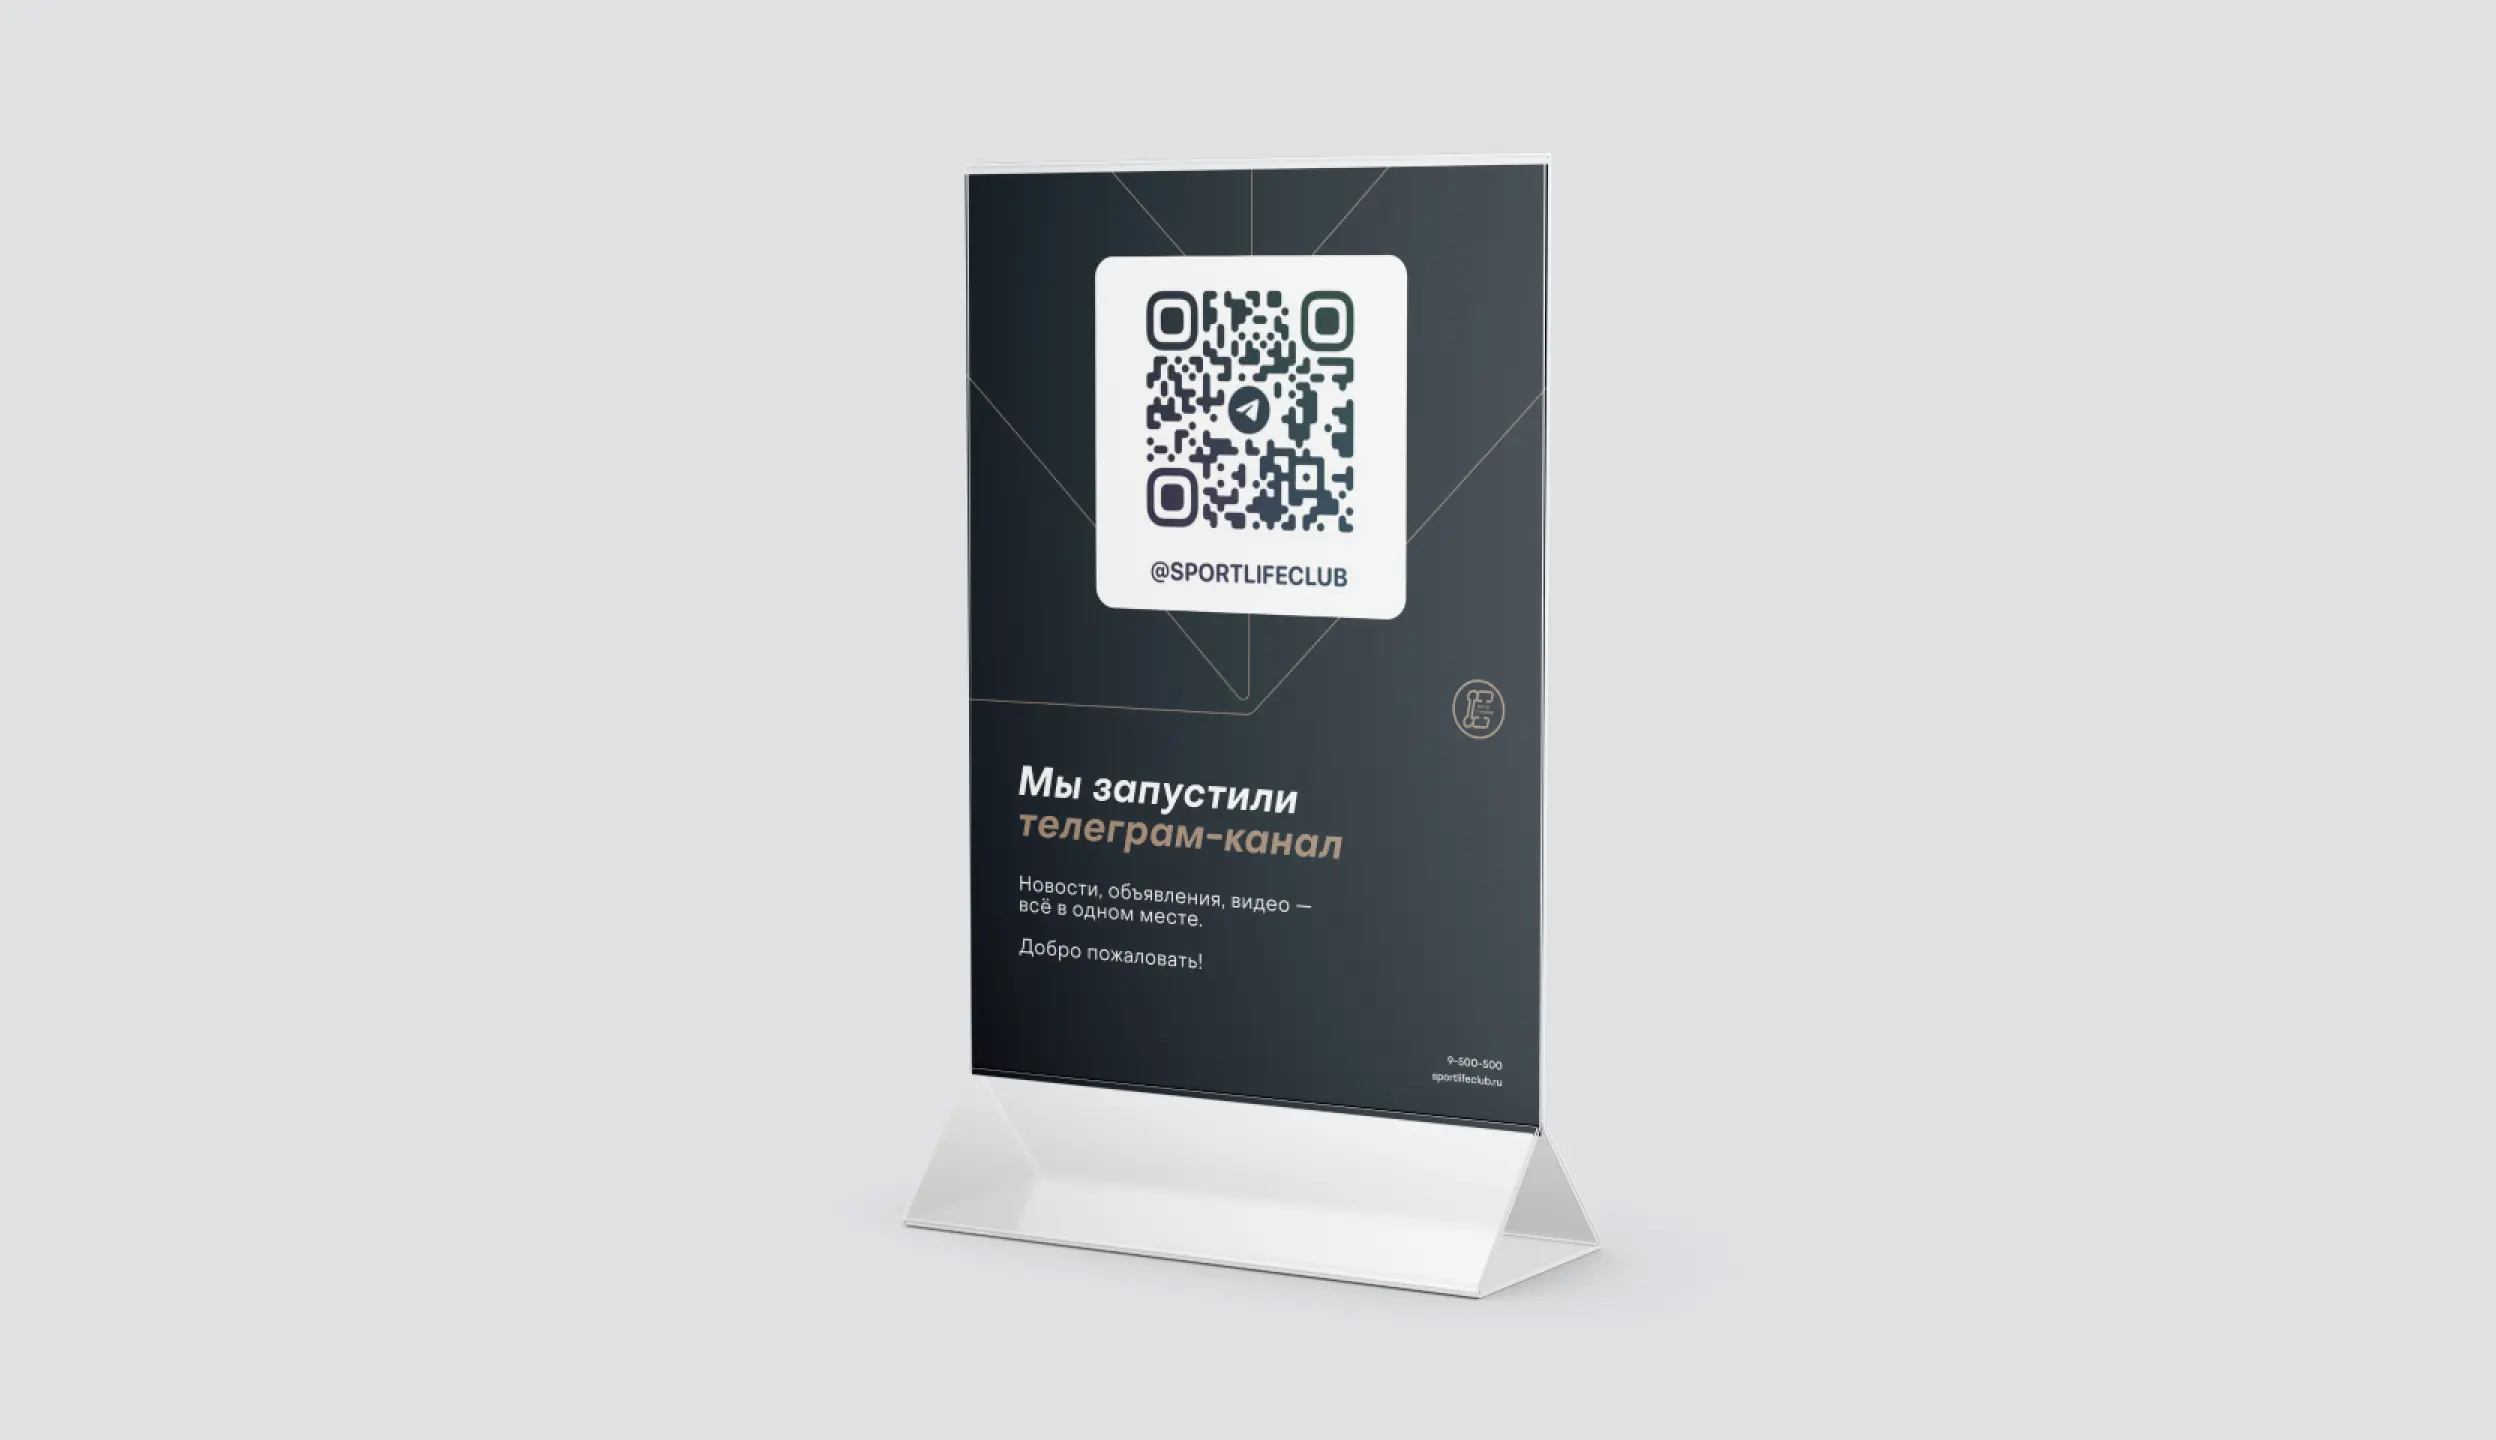 @SPORTLIFECLUB
Мы запустили
телеграм-канал
Новости, объявления, видео —
всё в одном месте.
Добро пожаловать!
9-500-500
sportlifeclub.ru